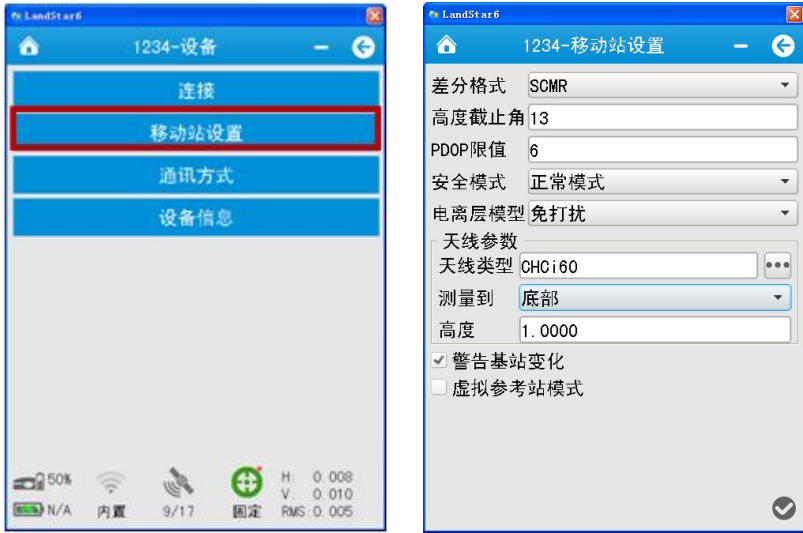 LandStar6
1234-设备
连接
移动站设置
通讯方式
设备信息
50%
N/A
内置
9/17
固定
H: 0.008
V: 0.010
RMS: 0.005
LandStar6
1234-移动站设置
差分格式 SCMR
高度截止角 13
PDOP限值 6
安全模式 正常模式
电离层模型 免打扰
天线参数
天线类型 CHCi60
测量到 底部
高度 1.0000
警告基站变化
虚拟参考站模式